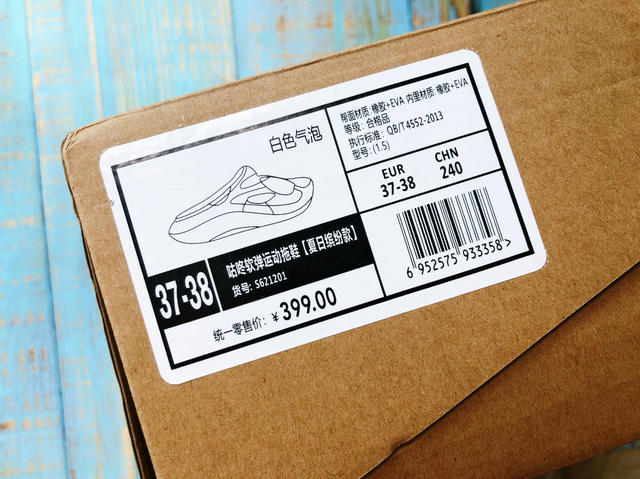 白色气泡
帮面材质:橡胶+EVA 内里材质:橡胶+EVA
等级: 合格品
执行标准: QB/T4552-2013
型号: (1.5)
EUR
37-38
CHN
240
37-38
咕咚软弹运动拖鞋【夏日缤纷款】
货号: S621201
统一零售价: ¥399.00
6 952575 933358 >